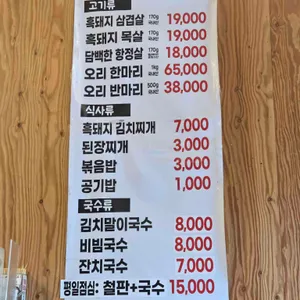 고기류
흑돼지 삼겹살 170g 19,000
흑돼지 목살 170g 19,000
담백한 항정살 170g 18,000
오리 한마리 1kg 65,000
오리 반마리 500g 38,000
식사류
흑돼지 김치찌개 7,000
된장찌개 3,000
볶음밥 3,000
공기밥 1,000
국수류
김치말이국수 8,000
비빔국수 8,000
잔치국수 7,000
평일점심: 철판+국수 15,000